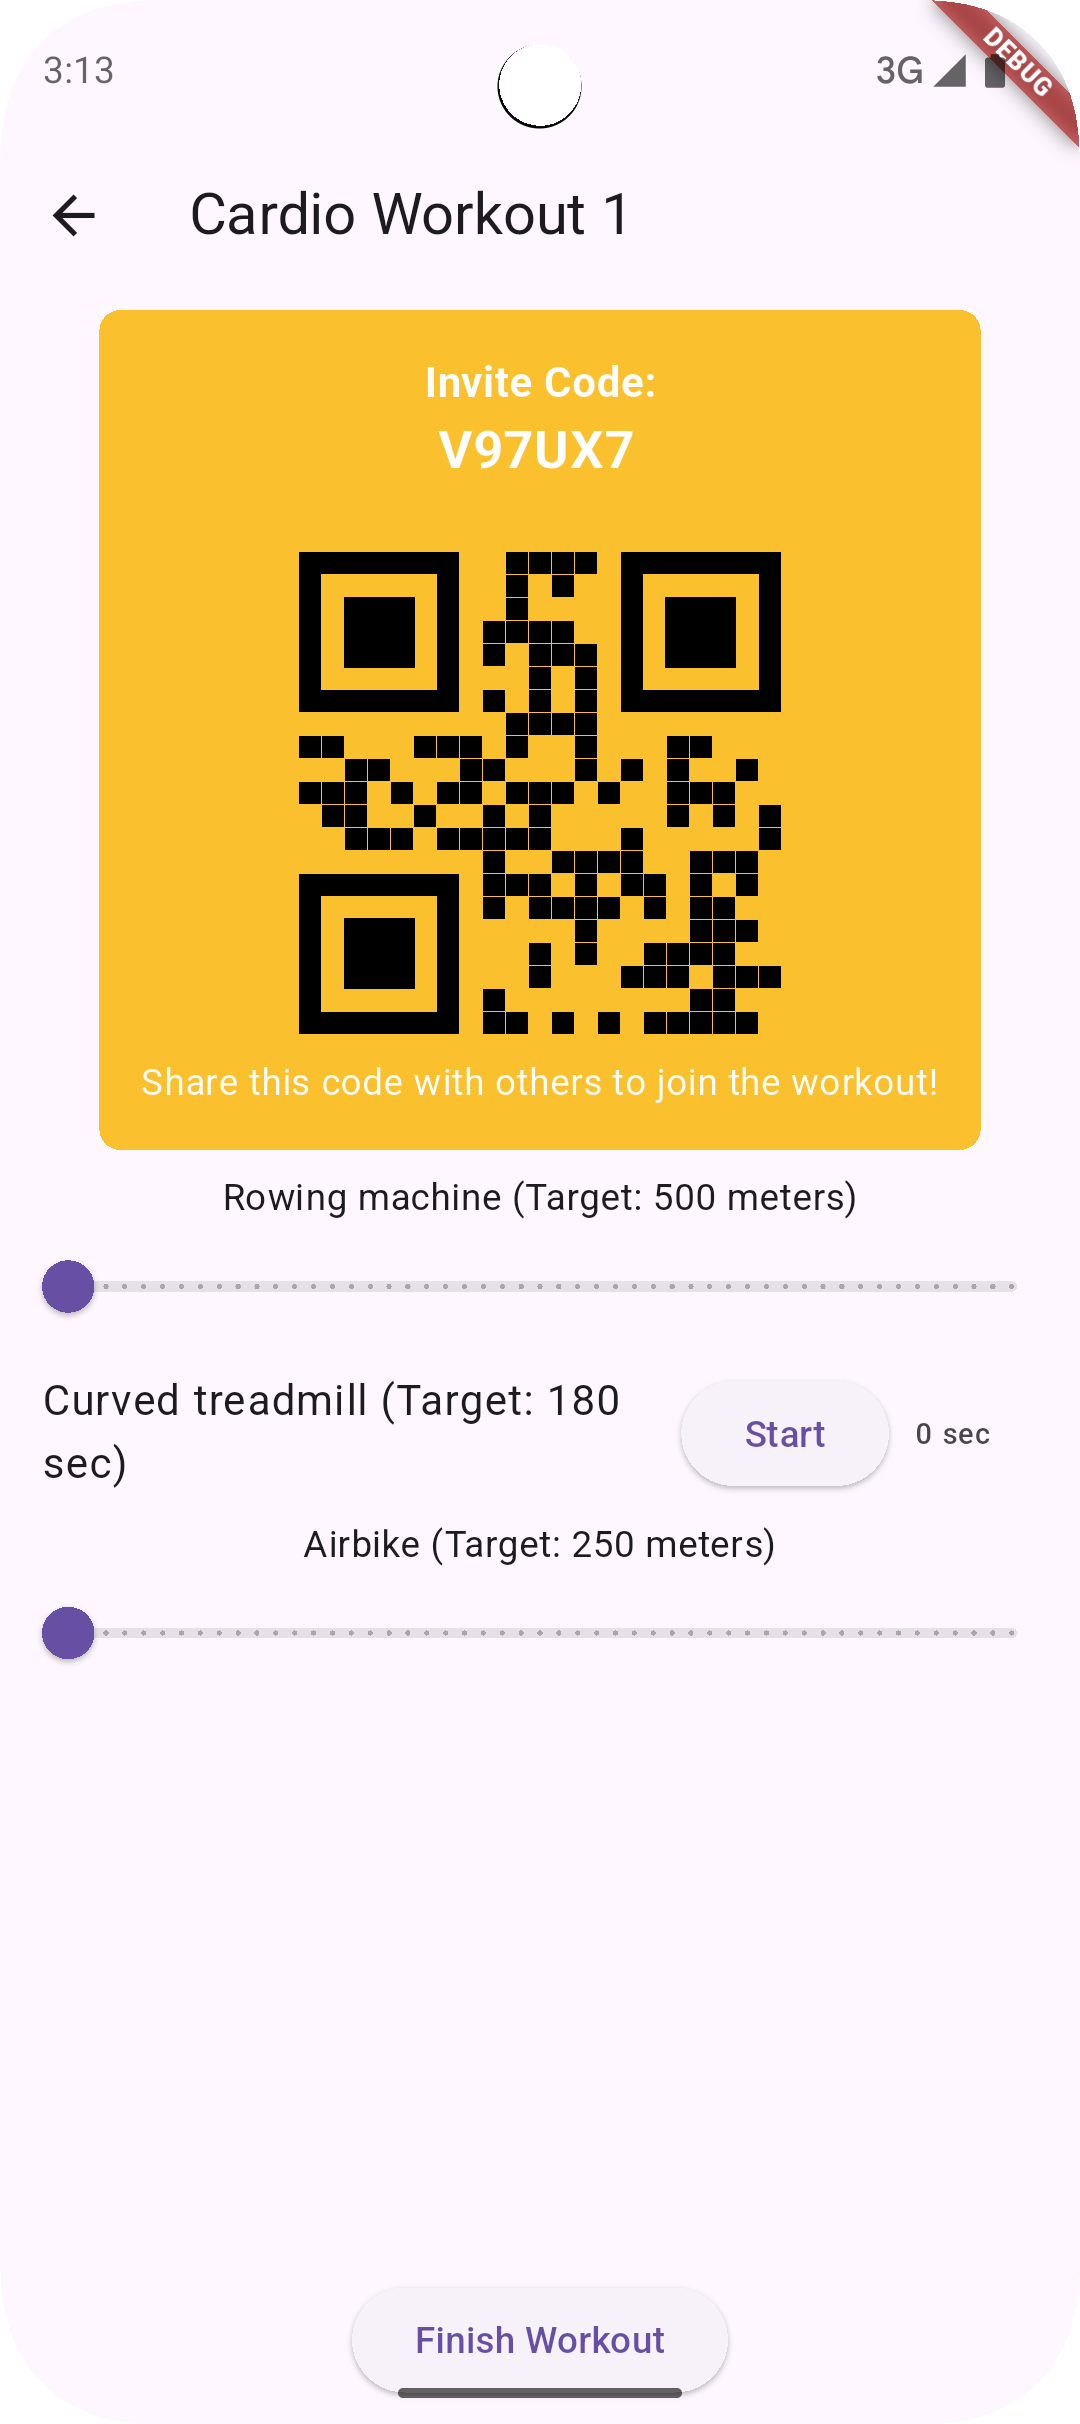 3:13
3G
DEBUG
Cardio Workout 1
Invite Code:
V97UX7
Share this code with others to join the workout!
Rowing machine (Target: 500 meters)
Curved treadmill (Target: 180
sec)
Start
0 sec
Airbike (Target: 250 meters)
Finish Workout